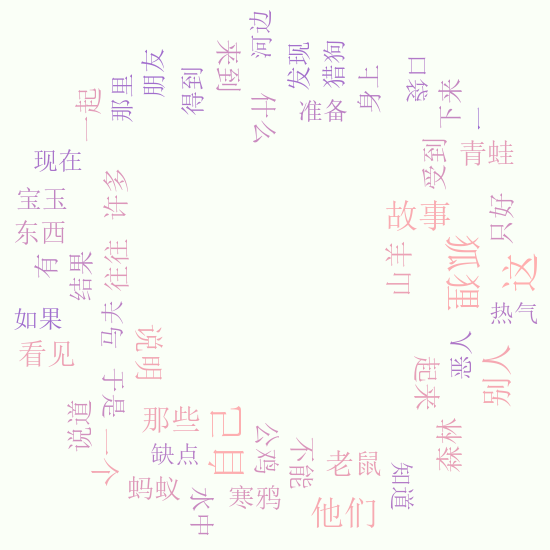 河边
来到
发现
猎狗
朋友
那里
得到
什么
准备
身上
口袋
下来
一
一起
受到
青蛙
现在
许多
宝玉
东西
故事
只好
有
结果
往往
山羊
狐狸
这
如果
马夫
热气
看见
说明
恶人
别人
于是
起来
说道
一个
那些
自己
公鸡
不能
森林
缺点
老鼠
知道
蚂蚁
水中
寒鸦
他们